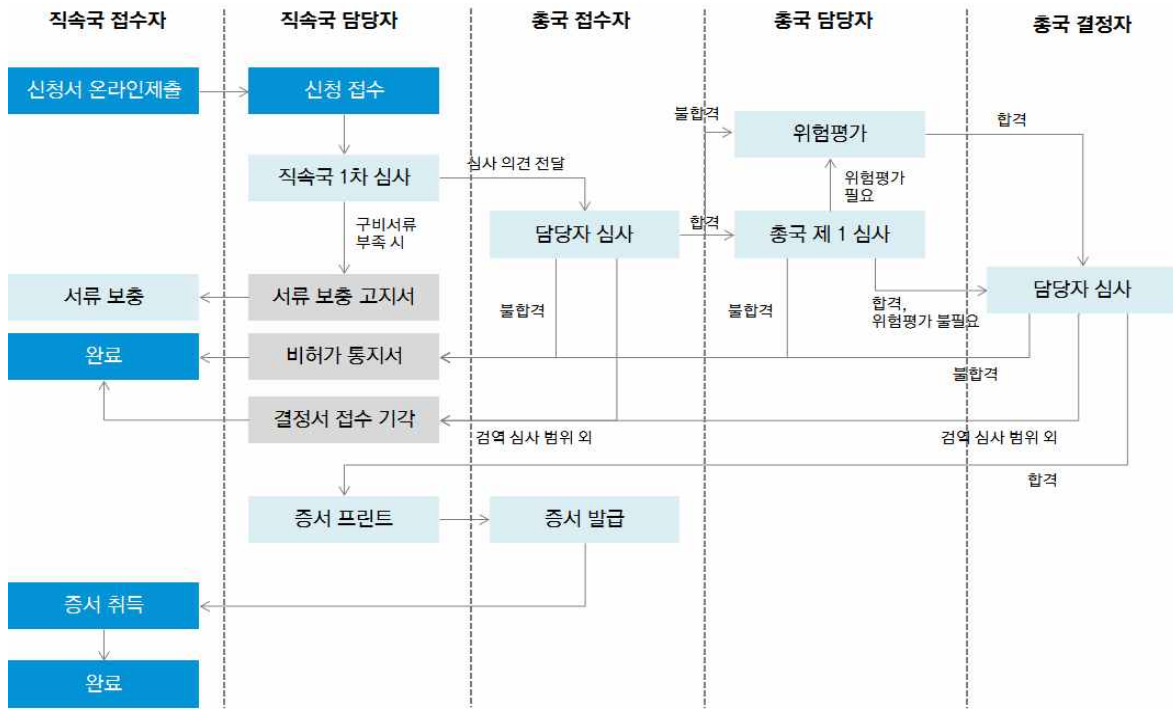 직속국 접수자
직속국 담당자
총국 접수자
총국 담당자
총국 결정자
신청서 온라인제출
신청 접수
불합격
위험평가
합격
직속국 1차 심사
심사 의견 전달
위험평가
필요
구비서류
부족 시
담당자 심사
합격
총국 제 1 심사
서류 보충
서류 보충 고지서
불합격
불합격
합격,
위험평가 불필요
담당자 심사
완료
비허가 통지서
불합격
결정서 접수 기각
검역 심사 범위 외
검역 심사 범위 외
합격
증서 프린트
증서 발급
증서 취득
완료